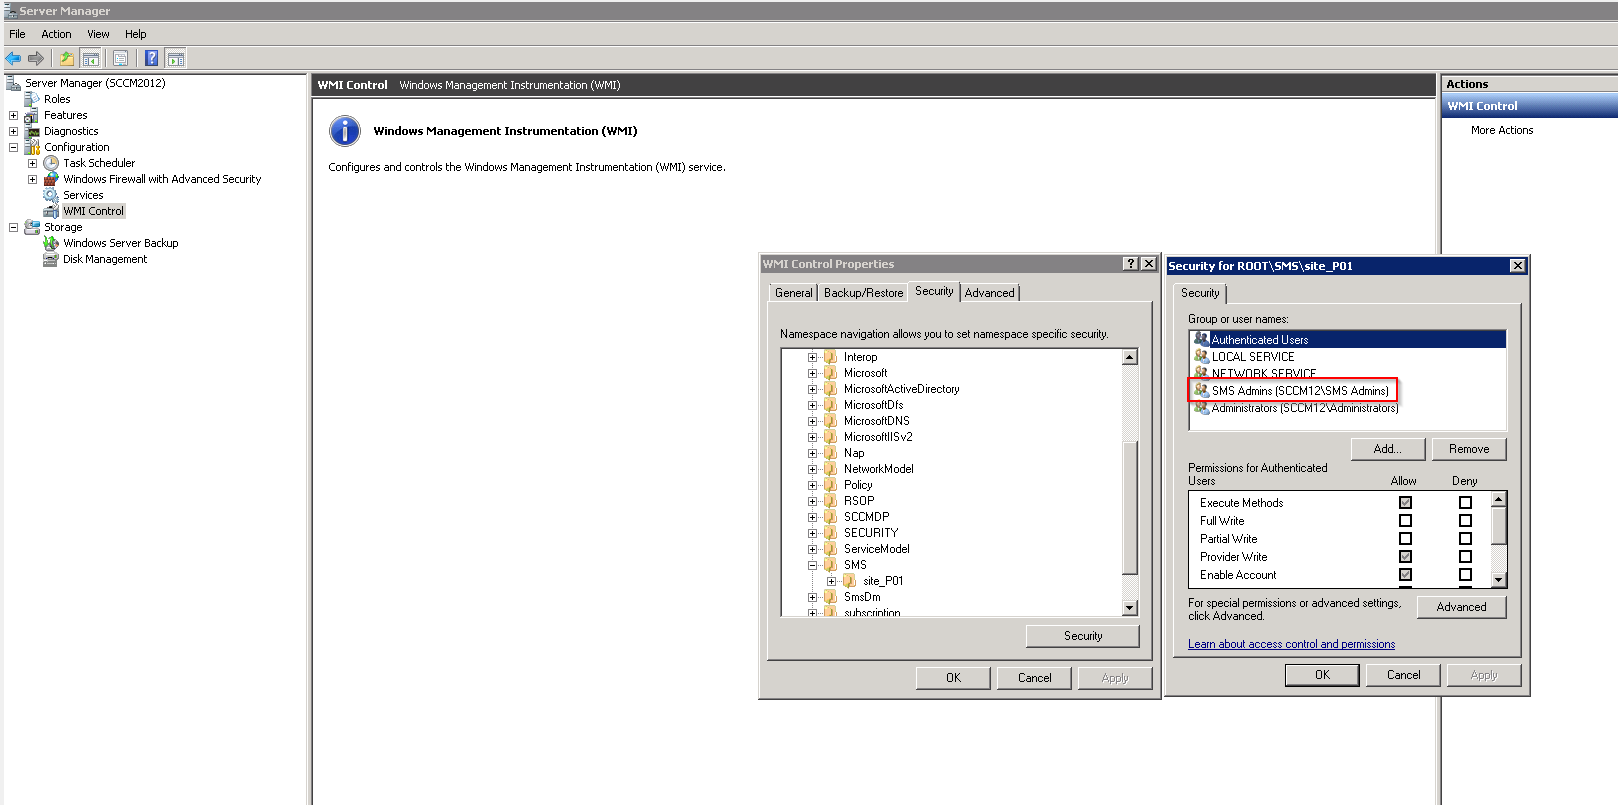 Server Manager
File Action View Help
Server Manager (SCCM2012)
Roles
Features
Diagnostics
Configuration
Task Scheduler
Windows Firewall with Advanced Security
Services
WMI Control
Storage
Windows Server Backup
Disk Management
WMI Control Windows Management Instrumentation (WMI)
Windows Management Instrumentation (WMI)
Configures and controls the Windows Management Instrumentation (WMI) service.
Actions
WMI Control
More Actions
WMI Control Properties
General Backup/Restore Security Advanced
Namespace navigation allows you to set namespace specific security.
Interop
Microsoft
MicrosoftActiveDirectory
MicrosoftDfs
MicrosoftDNS
MicrosoftIISv2
Nap
NetworkModel
Policy
RSOP
SCCMDP
SECURITY
ServiceModel
SMS
site_P01
SmsDm
subscription
Security
OK Cancel Apply
Security for ROOT\SMS\site_P01
Security
Group or user names:
Authenticated Users
LOCAL SERVICE
NETWORK SERVICE
SMS Admins (SCCM12\SMS Admins)
Administrators (SCCM12\Administrators)
Add... Remove
Permissions for Authenticated
Users Allow Deny
Execute Methods
Full Write
Partial Write
Provider Write
Enable Account
For special permissions or advanced settings,
click Advanced.
Advanced
Learn about access control and permissions
OK Cancel Apply